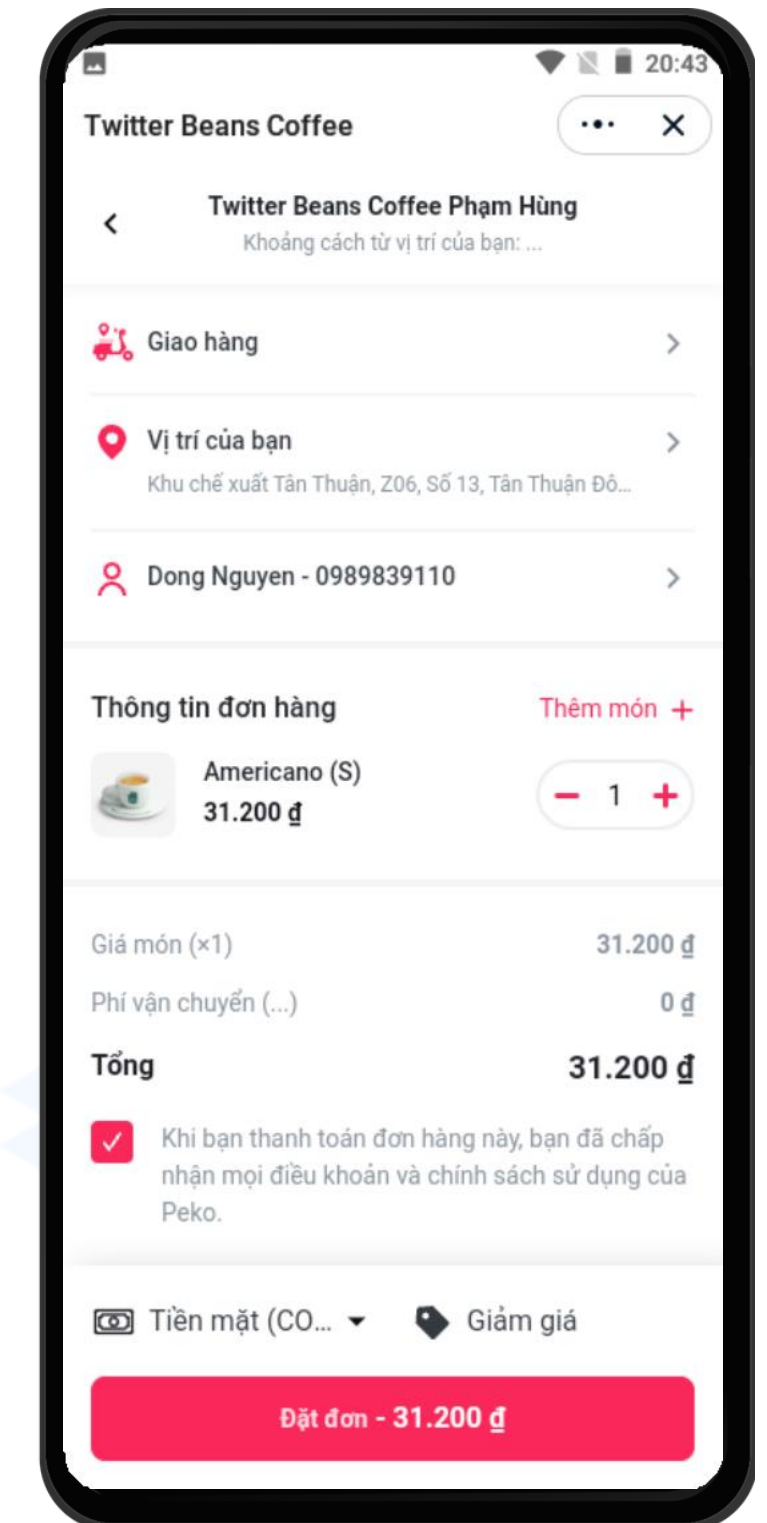 20:43
Twitter Beans Coffee
Twitter Beans Coffee Phạm Hùng
Khoảng cách từ vị trí của bạn: ...
Giao hàng
Vị trí của bạn
Khu chế xuất Tân Thuận, Z06, Số 13, Tân Thuận Đô...
Dong Nguyen - 0989839110
Thông tin đơn hàng
Thêm món +
Americano (S)
31.200 ₫
1
Giá món (×1)
31.200 ₫
Phí vận chuyển (...)
0 ₫
Tổng
31.200 ₫
Khi bạn thanh toán đơn hàng này, bạn đã chấp
nhận mọi điều khoản và chính sách sử dụng của
Peko.
Tiền mặt (CO...
Giảm giá
Đặt đơn - 31.200 ₫